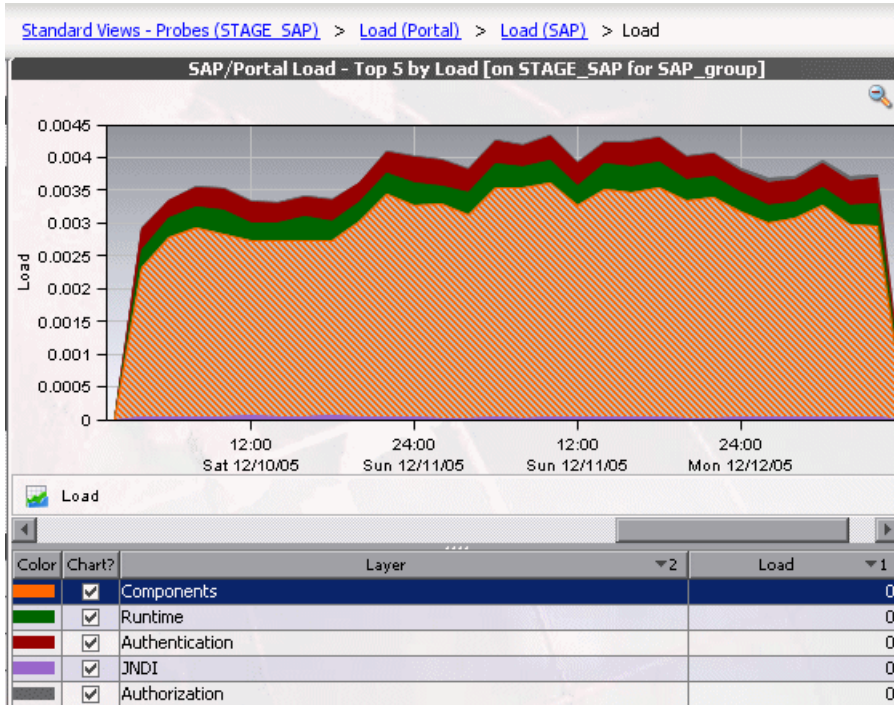 Standard Views - Probes (STAGE_SAP) > Load (Portal) > Load (SAP) > Load
SAP/Portal Load - Top 5 by Load [on STAGE_SAP for SAP_group]
0.0045
0.004
0.0035
0.003
0.0025
0.002
0.0015
0.001
0.0005
0
Load
12:00 24:00 12:00 24:00
Sat 12/10/05 Sun 12/11/05 Sun 12/11/05 Mon 12/12/05
Load
Color Chart? Layer 2 Load 1
Components 0
Runtime 0
Authentication 0
JNDI 0
Authorization 0